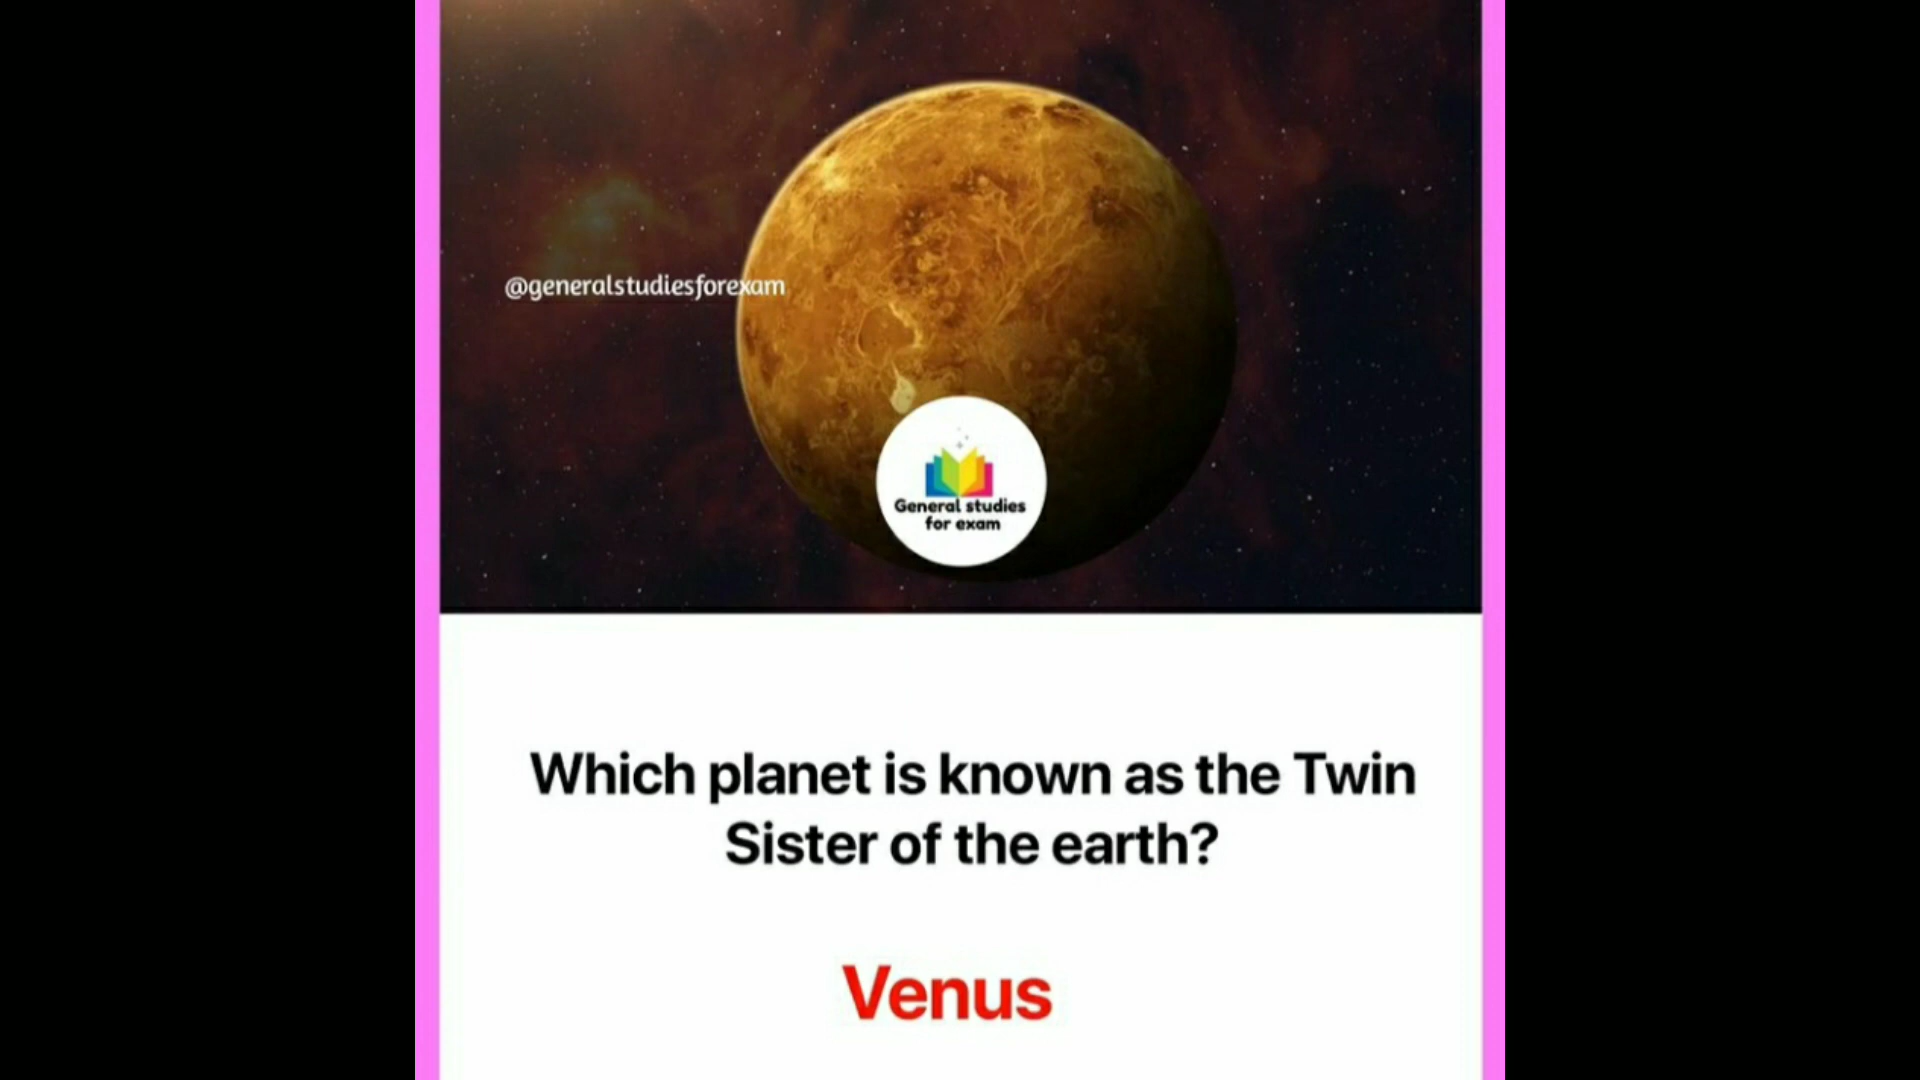 @generalstudiesforexam
General studies
for exam
Which planet is known as the Twin
Sister of the earth?
Venus